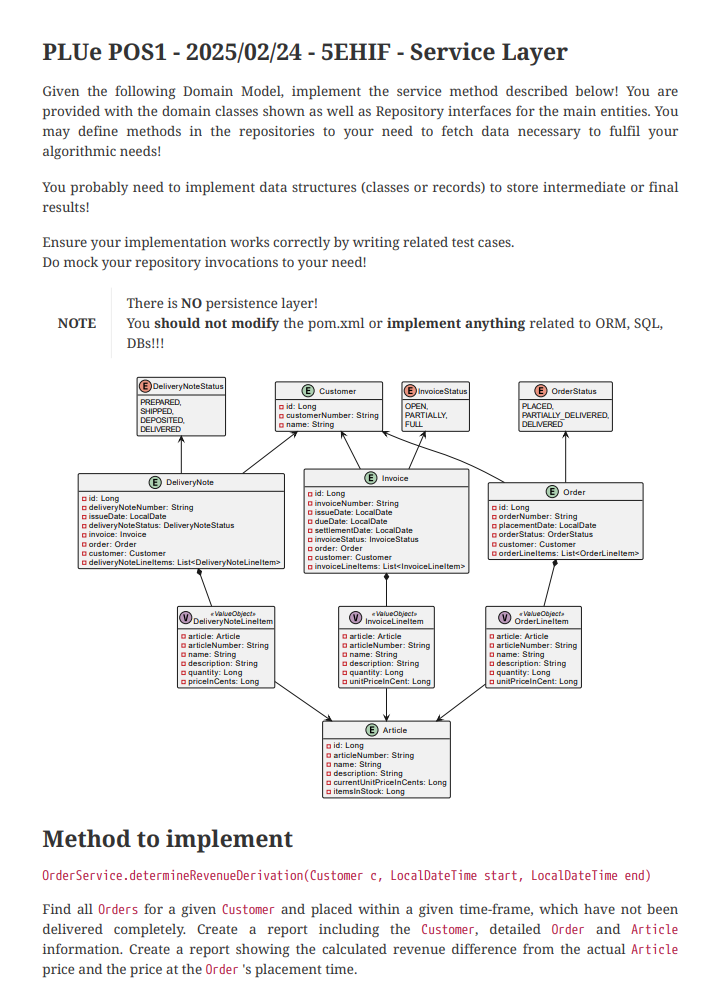 PLUe POS1 - 2025/02/24 - 5EHIF - Service Layer
Given the following Domain Model, implement the service method described below! You are
provided with the domain classes shown as well as Repository interfaces for the main entities. You
may define methods in the repositories to your need to fetch data necessary to fulfil your
algorithmic needs!
You probably need to implement data structures (classes or records) to store intermediate or final
results!
Ensure your implementation works correctly by writing related test cases.
Do mock your repository invocations to your need!
NOTE
There is NO persistence layer!
You should not modify the pom.xml or implement anything related to ORM, SQL,
DBs!!!
E DeliveryNoteStatus
PREPARED,
SHIPPED,
DEPOSITED,
DELIVERED
E Customer
id: Long
customerNumber: String
name: String
E InvoiceStatus
OPEN,
PARTIALLY,
FULL
E OrderStatus
PLACED,
PARTIALLY_DELIVERED,
DELIVERED
E DeliveryNote
id: Long
deliveryNoteNumber: String
issueDate: LocalDate
deliveryNoteStatus: DeliveryNoteStatus
invoice: Invoice
order: Order
customer: Customer
deliveryNoteLineItems: List<DeliveryNoteLineItem>
E Invoice
id: Long
invoiceNumber: String
issueDate: LocalDate
dueDate: LocalDate
settlementDate: LocalDate
invoiceStatus: InvoiceStatus
order: Order
customer: Customer
invoiceLineItems: List<InvoiceLineItem>
E Order
id: Long
orderNumber: String
placementDate: LocalDate
orderStatus: OrderStatus
customer: Customer
orderLineItems: List<OrderLineItem>
V «ValueObject»
DeliveryNoteLineItem
article: Article
articleNumber: String
name: String
description: String
quantity: Long
priceInCents: Long
V «ValueObject»
InvoiceLineItem
article: Article
articleNumber: String
name: String
description: String
quantity: Long
unitPriceInCent: Long
V «ValueObject»
OrderLineItem
article: Article
articleNumber: String
name: String
description: String
quantity: Long
unitPriceInCent: Long
E Article
id: Long
articleNumber: String
name: String
description: String
currentUnitPriceInCents: Long
itemsInStock: Long
Method to implement
OrderService.determineRevenueDerivation(Customer c, LocalDateTime start, LocalDateTime end)
Find all Orders for a given Customer and placed within a given time-frame, which have not been
delivered completely. Create a report including the Customer, detailed Order and Article
information. Create a report showing the calculated revenue difference from the actual Article
price and the price at the Order 's placement time.